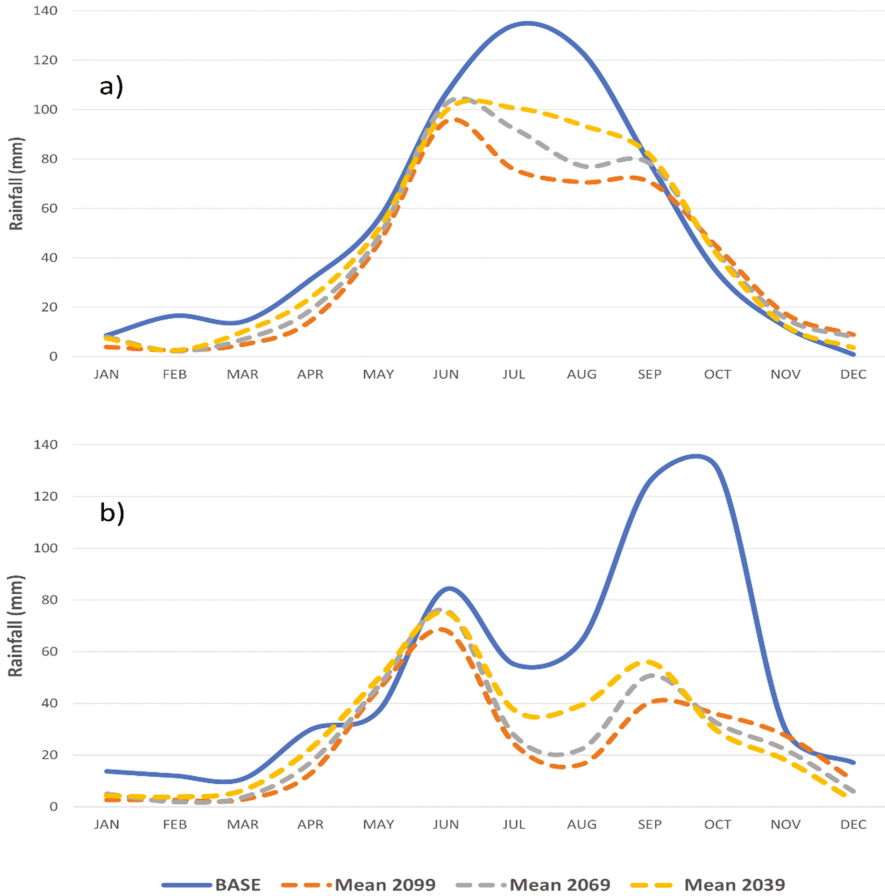 140
120
a)
100
80
60
40
20
0
Rainfall (mm)
JAN FEB MAR APR MAY JUN JUL AUG SEP OCT NOV DEC
140
120
b)
100
80
60
40
20
0
Rainfall (mm)
JAN FEB MAR APR MAY JUN JUL AUG SEP OCT NOV DEC
BASE Mean 2099 Mean 2069 Mean 2039